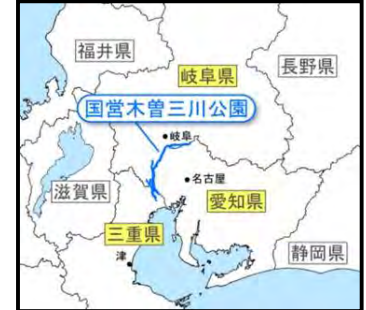 福井県
長野県
岐阜県
国営木曽三川公園
岐阜
名古屋
滋賀県
愛知県
三重県
静岡県
津